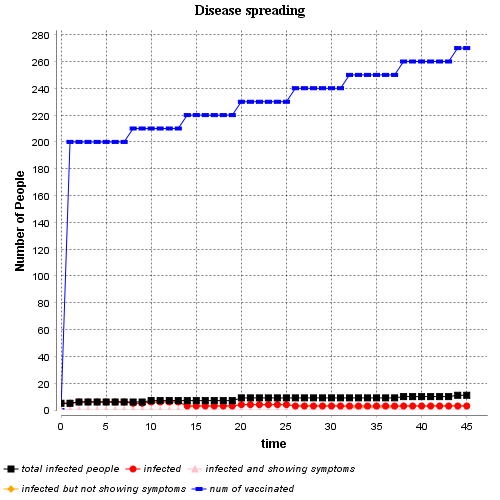 Disease spreading
280
260
240
220
200
180
160
140
120
100
80
60
40
20
0
Number of People
0 5 10 15 20 25 30 35 40 45
time
total infected people infected infected and showing symptoms
infected but not showing symptoms num of vaccinated